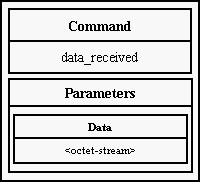 Command
data_received
Parameters
Data
<octet-stream>